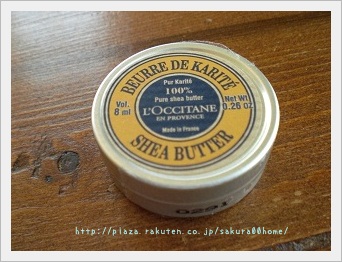 BEURRE DE KARITÉ
Pur Karité
100%
Pure shea butter
Vol.
8 ml
Net Wt
0.26 oz
L'OCCITANE
EN PROVENCE
Made in France
SHEA BUTTER
http://plaza.rakuten.co.jp/sakura00home/